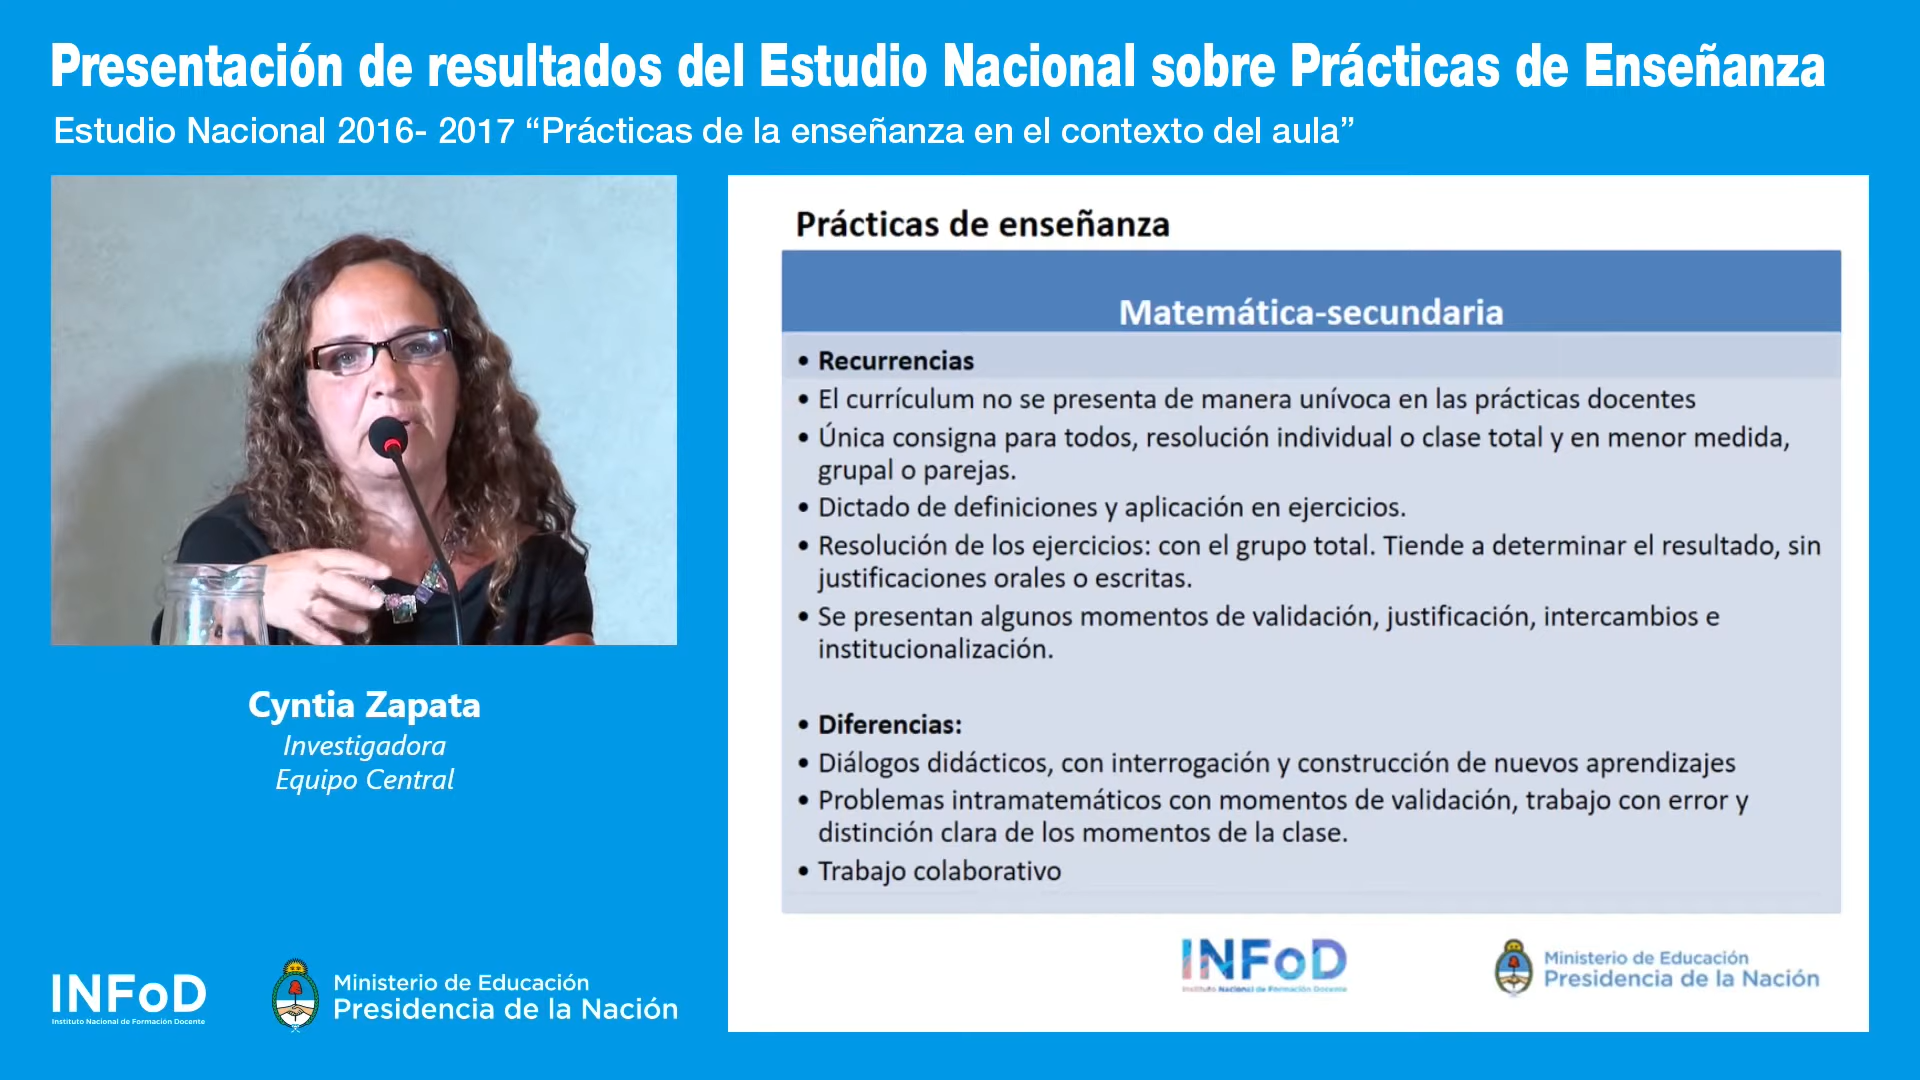 Presentación de resultados del Estudio Nacional sobre Prácticas de Enseñanza
Estudio Nacional 2016- 2017 “Prácticas de la enseñanza en el contexto del aula”
Cyntia Zapata
Investigadora
Equipo Central
INFoD
Instituto Nacional de Formación Docente
Ministerio de Educación
Presidencia de la Nación
Prácticas de enseñanza
Matemática-secundaria
• Recurrencias
• El currículum no se presenta de manera unívoca en las prácticas docentes
• Única consigna para todos, resolución individual o clase total y en menor medida,
grupal o parejas.
• Dictado de definiciones y aplicación en ejercicios.
• Resolución de los ejercicios: con el grupo total. Tiende a determinar el resultado, sin
justificaciones orales o escritas.
• Se presentan algunos momentos de validación, justificación, intercambios e
institucionalización.
• Diferencias:
• Diálogos didácticos, con interrogación y construcción de nuevos aprendizajes
• Problemas intramatemáticos con momentos de validación, trabajo con error y
distinción clara de los momentos de la clase.
• Trabajo colaborativo
INFoD
Instituto Nacional de Formación Docente
Ministerio de Educación
Presidencia de la Nación